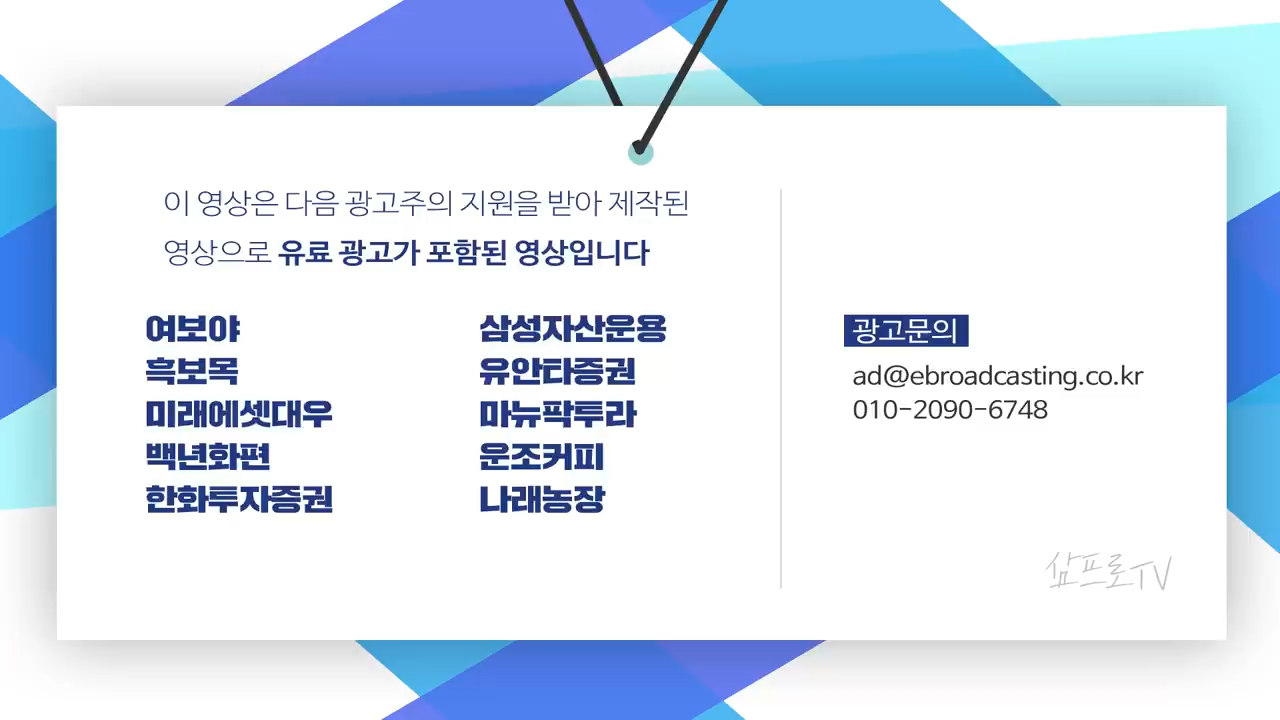 이 영상은 다음 광고주의 지원을 받아 제작된
영상으로 유료 광고가 포함된 영상입니다
여보야
흑보목
미래에셋대우
백년화편
한화투자증권
삼성자산운용
유안타증권
마뉴팍투라
운조커피
나래농장
광고문의
ad@ebroadcasting.co.kr
010-2090-6748
삼프로TV